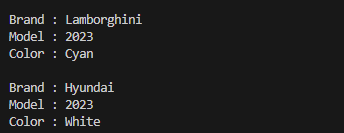 Brand : Lamborghini
Model : 2023
Color : Cyan
Brand : Hyundai
Model : 2023
Color : White